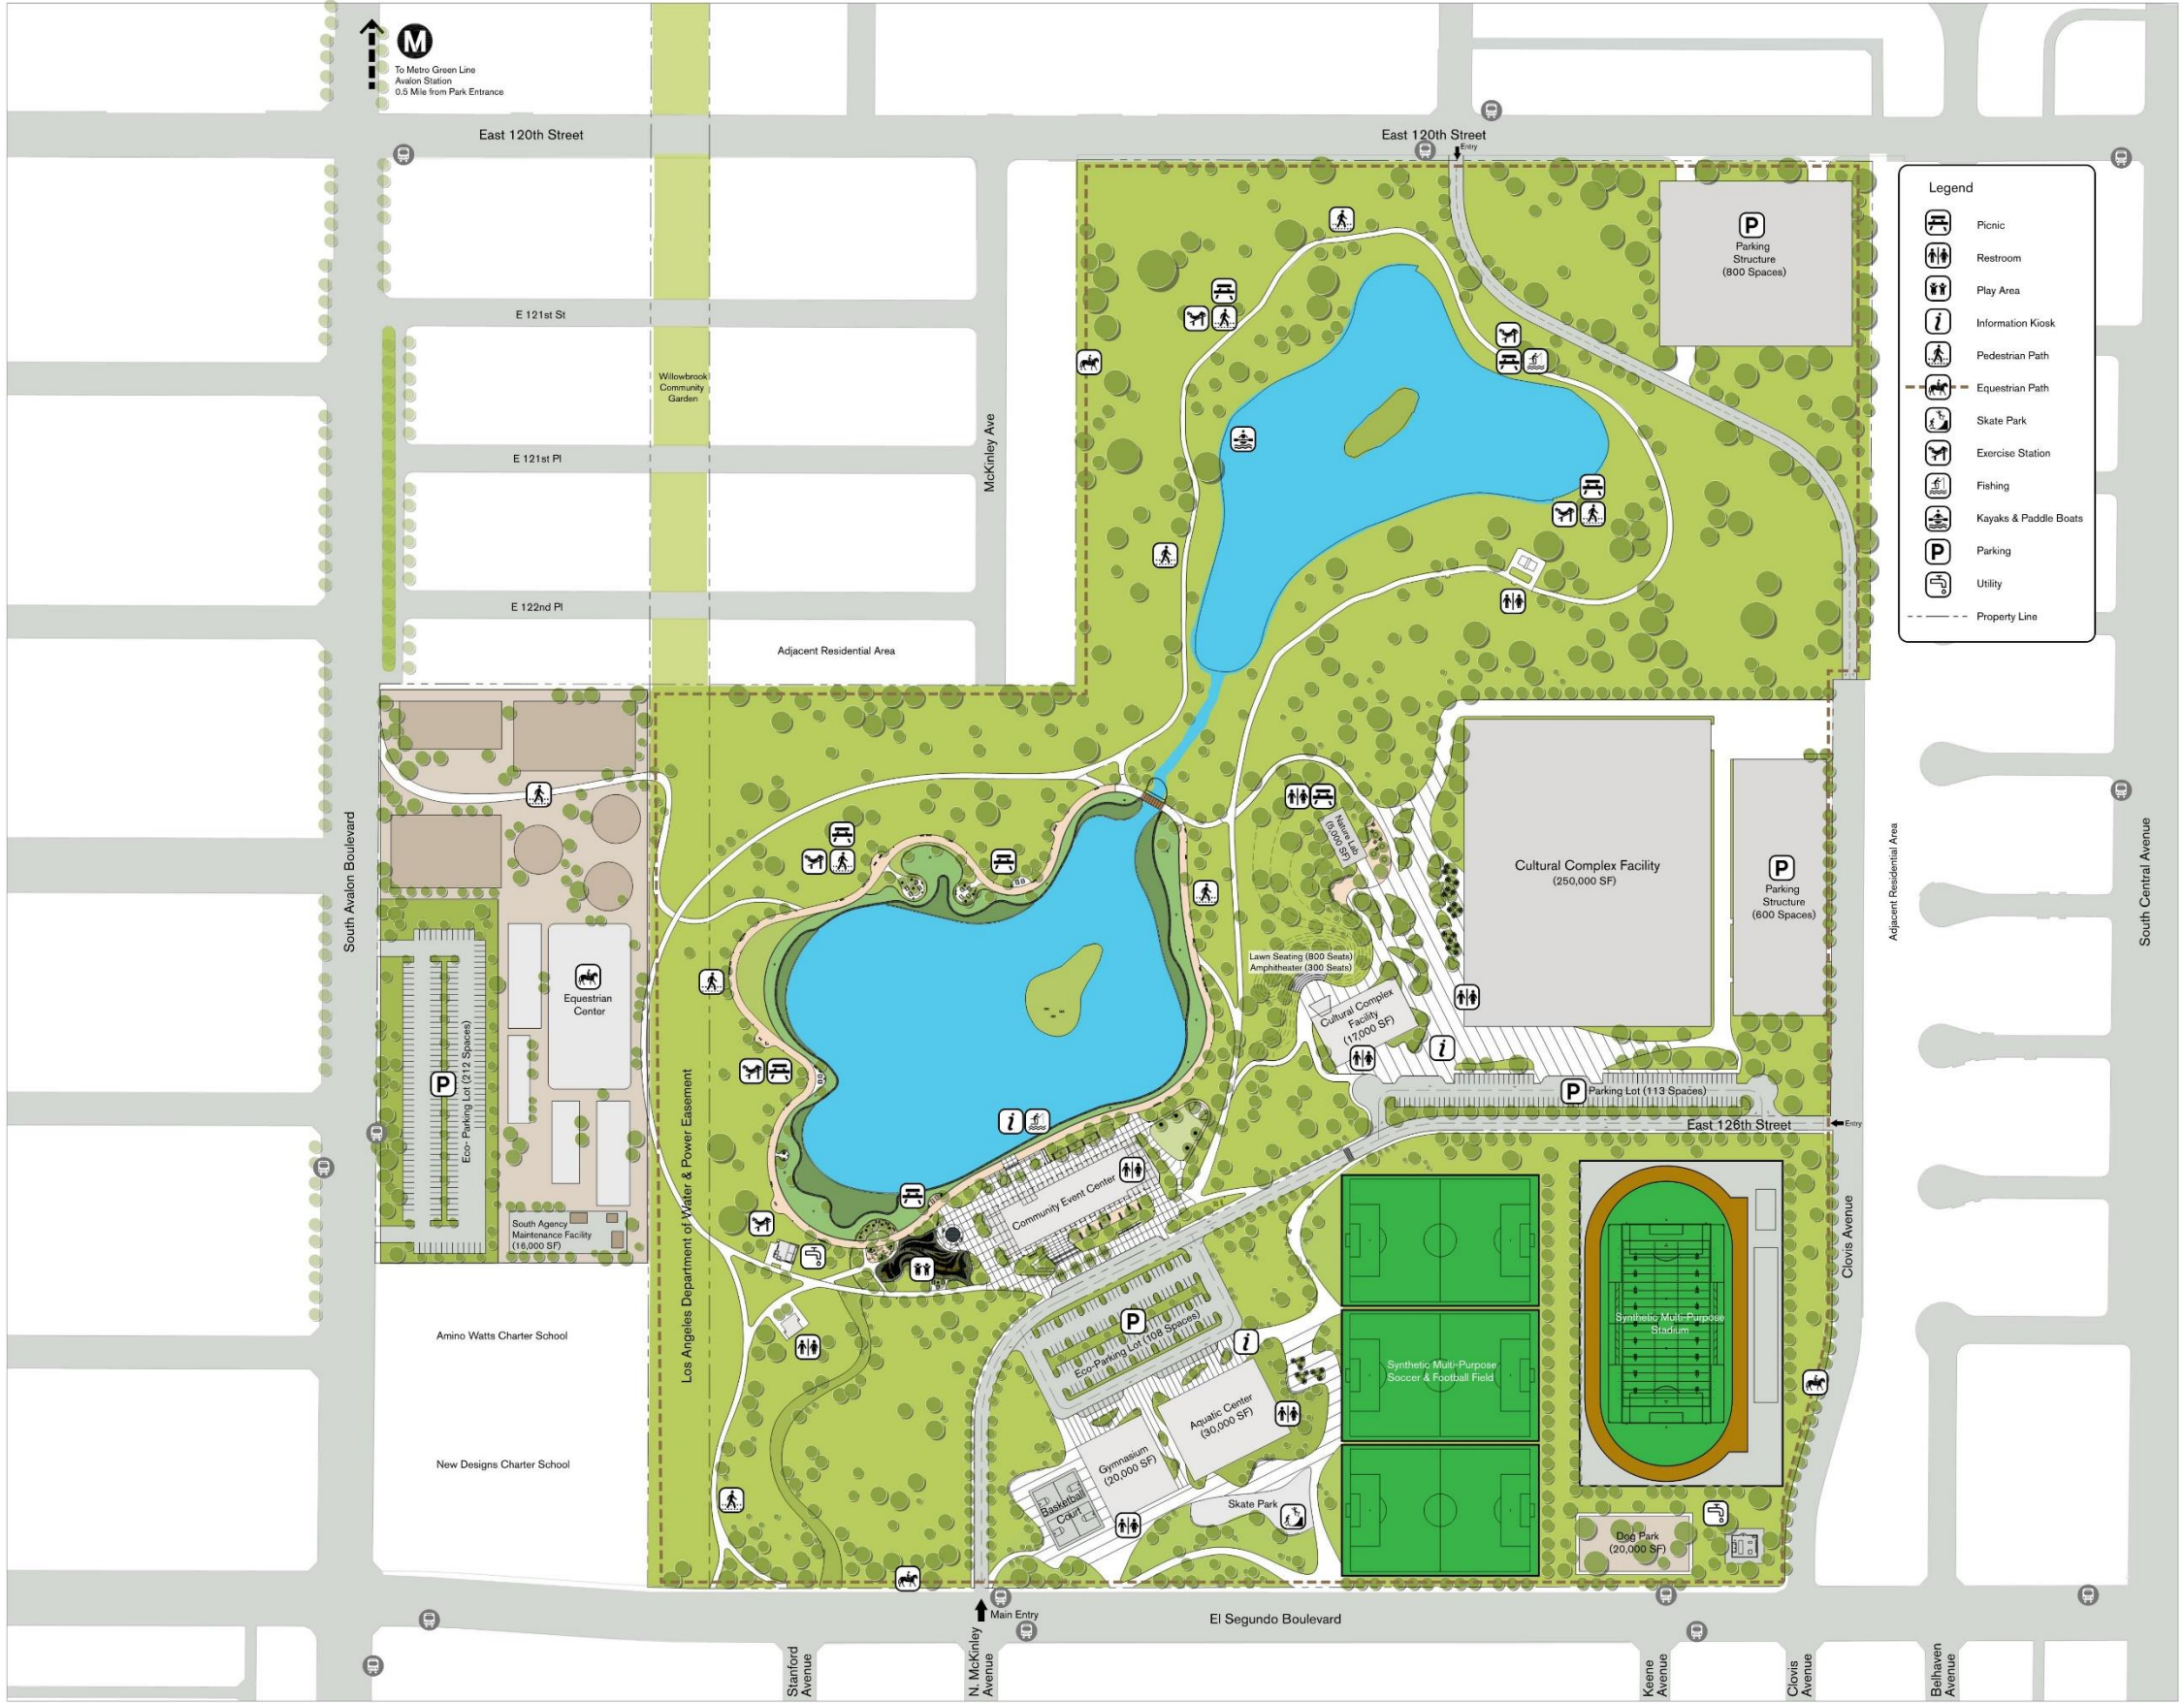 M
To Metro Green Line
Avalon Station
0.5 Mile from Park Entrance
East 120th Street
East 120th Street
Entry
E 121st St
Willowbrook
Community
Garden
E 121st Pl
McKinley Ave
E 122nd Pl
Adjacent Residential Area
P
Parking
Structure
(800 Spaces)
Legend
Picnic
Restroom
Play Area
i
Information Kiosk
Pedestrian Path
Equestrian Path
Skate Park
Exercise Station
Fishing
Kayaks & Paddle Boats
P
Parking
Utility
Property Line
South Avalon Boulevard
Equestrian
Center
P
Eco- Parking Lot (212 Spaces)
South Agency
Maintenance Facility
(16,000 SF)
Amino Watts Charter School
New Designs Charter School
Los Angeles Department of Water & Power Easement
Nature Lab
(5,000 SF)
Lawn Seating (800 Seats)
Amphitheater (300 Seats)
Cultural Complex
Facility
(17,000 SF)
i
Cultural Complex Facility
(250,000 SF)
P
Parking
Structure
(600 Spaces)
Adjacent Residential Area
South Central Avenue
P
Parking Lot (113 Spaces)
East 126th Street
Entry
i
Community Event Center
P
Eco-Parking Lot (108 Spaces)
i
Aquatic Center
(30,000 SF)
Gymnasium
(20,000 SF)
Basketball
Court
Skate Park
Synthetic Multi-Purpose
Soccer & Football Field
Synthetic Multi-Purpose
Stadium
Clovis Avenue
Dog Park
(20,000 SF)
Main Entry
El Segundo Boulevard
Stanford
Avenue
N. McKinley
Avenue
Keene
Avenue
Clovis
Avenue
Belhaven
Avenue